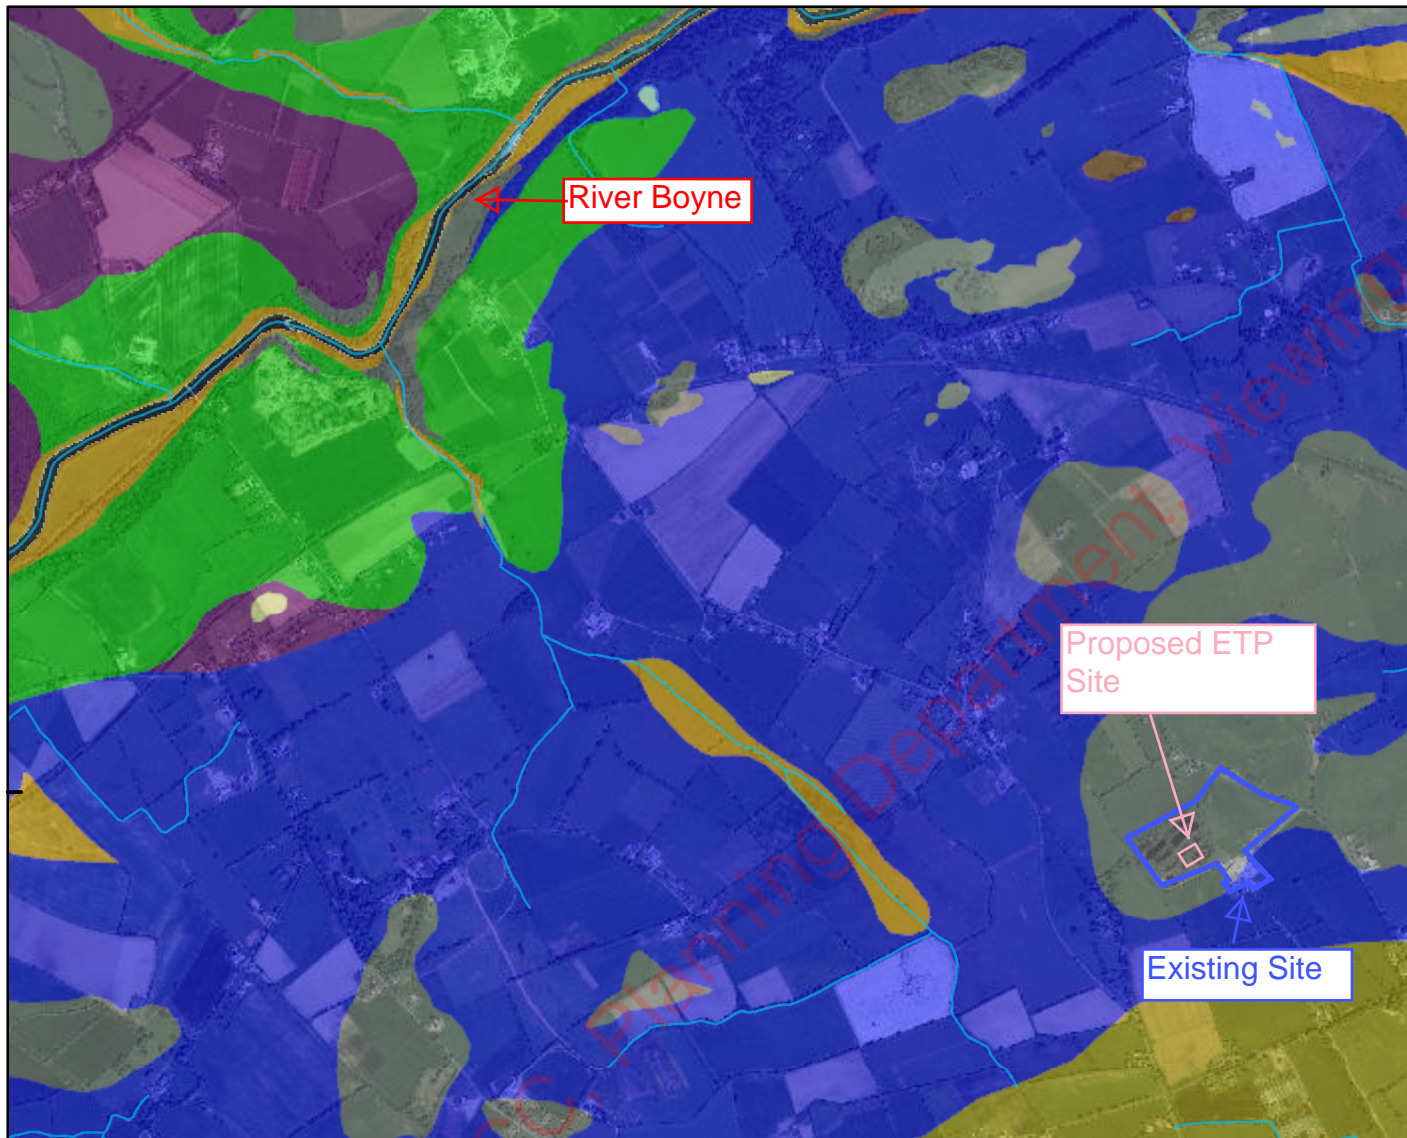 River Boyne
Proposed ETP
Site
Existing Site
Planning Department. Viewing